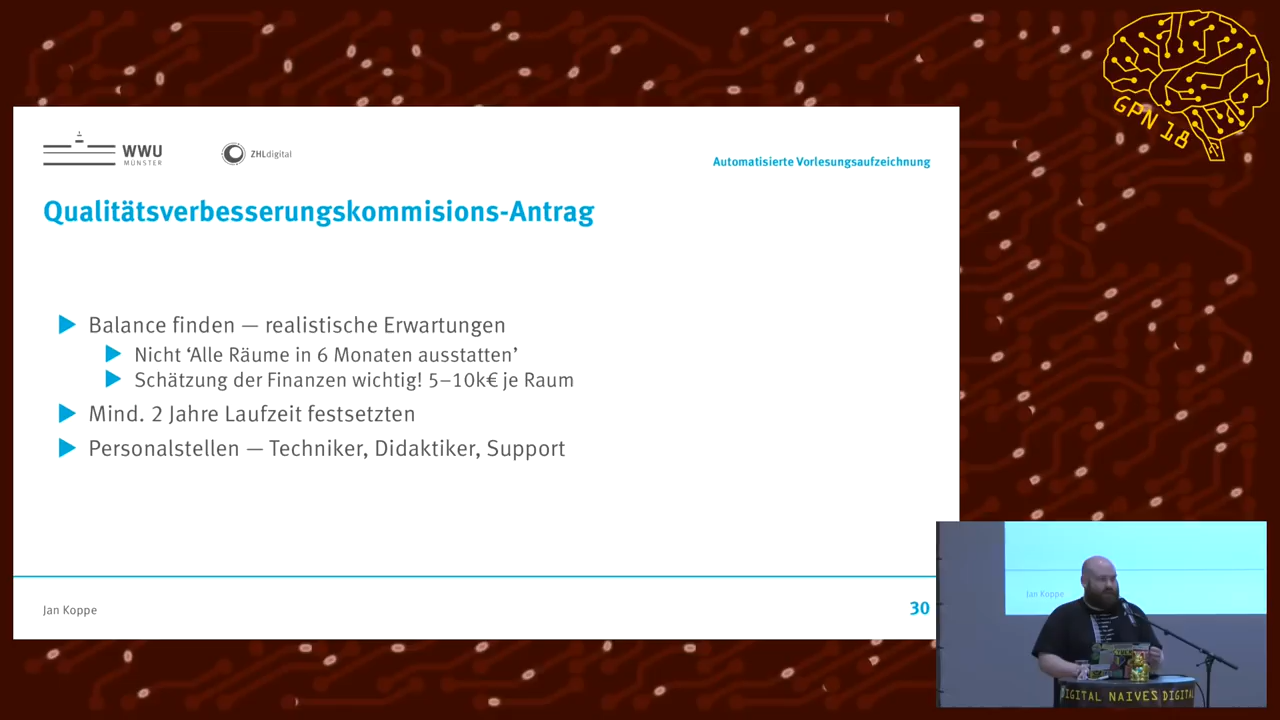 GPN 18
WWU
MÜNSTER
ZHLdigital
Automatisierte Vorlesungsaufzeichnung
Qualitätsverbesserungskommisions-Antrag
Balance finden — realistische Erwartungen
Nicht ‘Alle Räume in 6 Monaten ausstatten’
Schätzung der Finanzen wichtig! 5–10k€ je Raum
Mind. 2 Jahre Laufzeit festsetzten
Personalstellen — Techniker, Didaktiker, Support
Jan Koppe
30
Jan Koppe
DIGITAL NAIVES DIGITAL